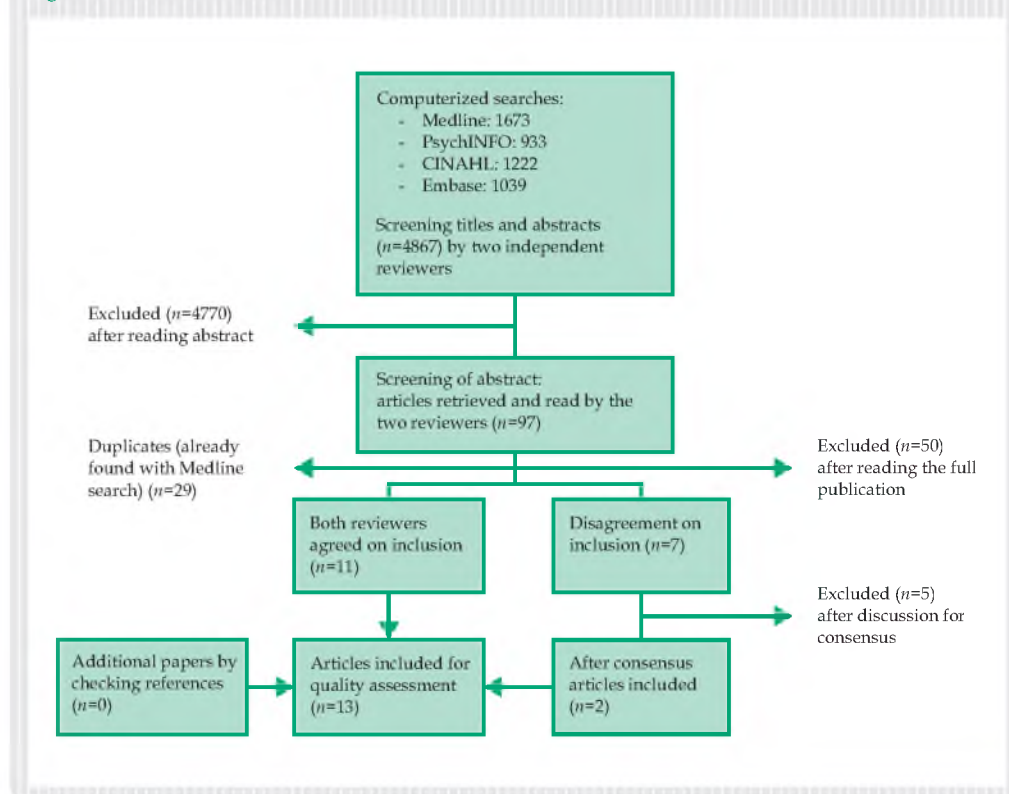 Computerized searches:
- Medline: 1673
- PsychINFO: 933
- CINAHL: 1222
- Embase: 1039
Screening titles and abstracts
(n=4867) by two independent
reviewers
Excluded (n=4770)
after reading abstract
Screening of abstract:
articles retrieved and read by the
two reviewers (n=97)
Duplicates (already
found with Medline
search) (n=29)
Excluded (n=50)
after reading the full
publication
Both reviewers
agreed on inclusion
(n=11)
Disagreement on
inclusion (n=7)
Excluded (n=5)
after discussion for
consensus
Additional papers by
checking references
(n=0)
Articles included for
quality assessment
(n=13)
After consensus
articles included
(n=2)